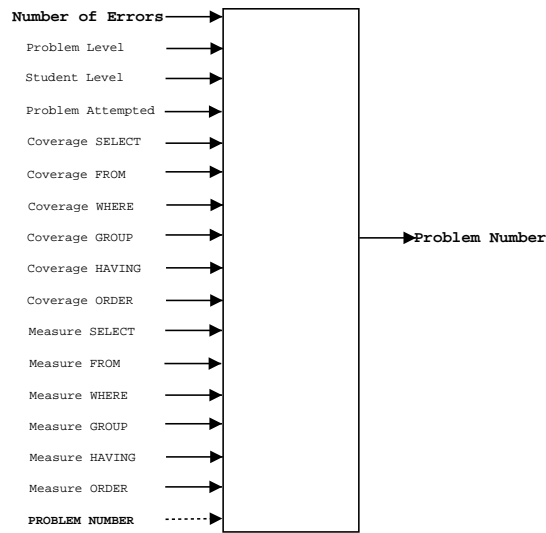 Number of Errors
Problem Level
Student Level
Problem Attempted
Coverage SELECT
Coverage FROM
Coverage WHERE
Coverage GROUP
Problem Number
Coverage HAVING
Coverage ORDER
Measure SELECT
Measure FROM
Measure WHERE
Measure GROUP
Measure HAVING
Measure ORDER
PROBLEM NUMBER